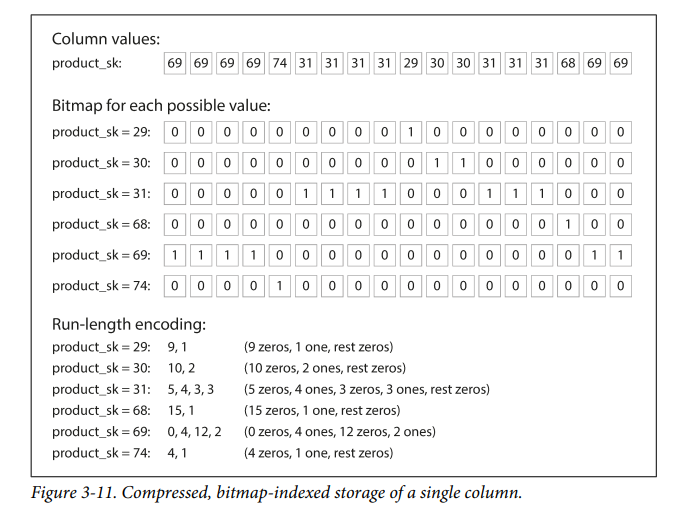 Column values:
product_sk: 69 69 69 69 74 31 31 31 31 29 30 30 31 31 31 68 69 69
Bitmap for each possible value:
product_sk = 29: 0 0 0 0 0 0 0 0 0 1 0 0 0 0 0 0 0 0
product_sk = 30: 0 0 0 0 0 0 0 0 0 0 1 1 0 0 0 0 0 0
product_sk = 31: 0 0 0 0 0 1 1 1 1 0 0 0 1 1 1 0 0 0
product_sk = 68: 0 0 0 0 0 0 0 0 0 0 0 0 0 0 0 1 0 0
product_sk = 69: 1 1 1 1 0 0 0 0 0 0 0 0 0 0 0 0 1 1
product_sk = 74: 0 0 0 0 1 0 0 0 0 0 0 0 0 0 0 0 0 0
Run-length encoding:
product_sk = 29: 9, 1 (9 zeros, 1 one, rest zeros)
product_sk = 30: 10, 2 (10 zeros, 2 ones, rest zeros)
product_sk = 31: 5, 4, 3, 3 (5 zeros, 4 ones, 3 zeros, 3 ones, rest zeros)
product_sk = 68: 15, 1 (15 zeros, 1 one, rest zeros)
product_sk = 69: 0, 4, 12, 2 (0 zeros, 4 ones, 12 zeros, 2 ones)
product_sk = 74: 4, 1 (4 zeros, 1 one, rest zeros)
Figure 3-11. Compressed, bitmap-indexed storage of a single column.